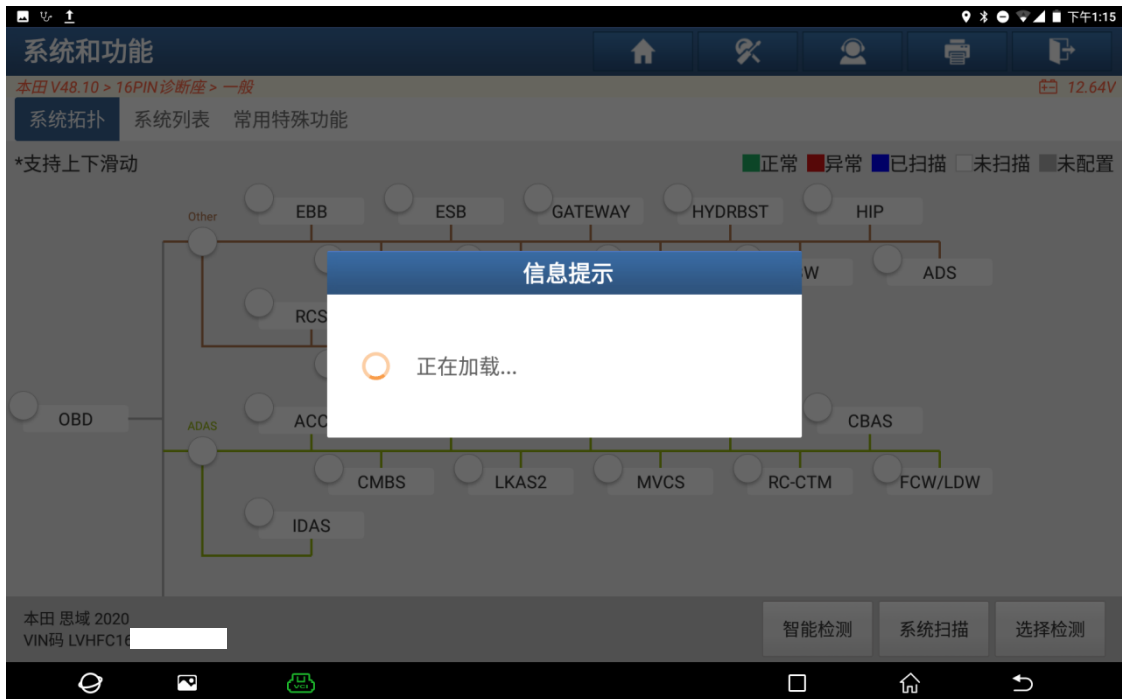 下午1:15
系统和功能
本田 V48.10 > 16PIN诊断座 > 一般
12.64V
系统拓扑 系统列表 常用特殊功能
*支持上下滑动
正常 异常 已扫描 未扫描 未配置
Other
EBB ESB GATEWAY HYDRBST HIP
W ADS
RCS
信息提示
正在加载...
OBD
ADAS
ACC CBAS
CMBS LKAS2 MVCS RC-CTM FCW/LDW
IDAS
本田 思域 2020
VIN码 LVHFC16
智能检测 系统扫描 选择检测
VCI